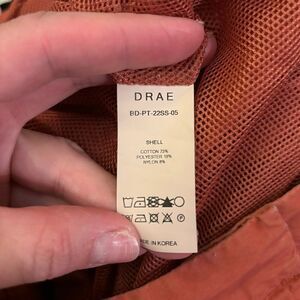 DRAE
BD-PT-22SS-05
SHELL
COTTON 73%
POLYESTER 19%
NYLON 8%
MADE IN KOREA